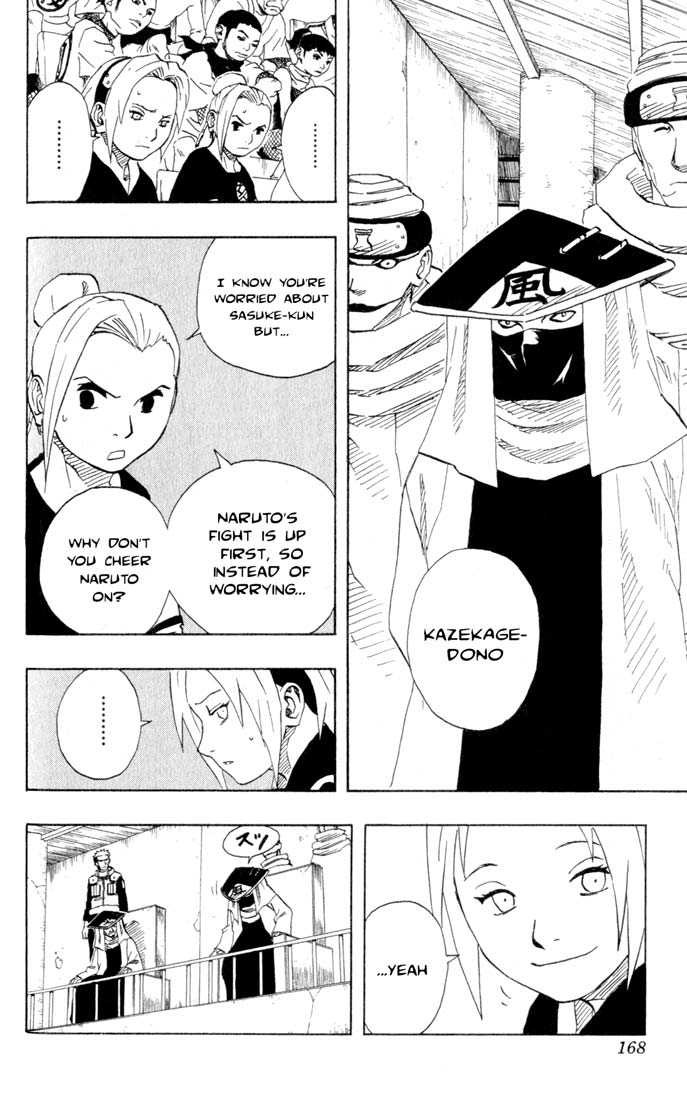 KAZEKAGE-
DONO
........
........
I KNOW YOU'RE
WORRIED ABOUT
SASUKE-KUN
BUT...
NARUTO'S
FIGHT IS UP
FIRST, SO
INSTEAD OF
WORRYING...
WHY DON'T
YOU CHEER
NARUTO
ON?
........
...YEAH
スッ
風
168